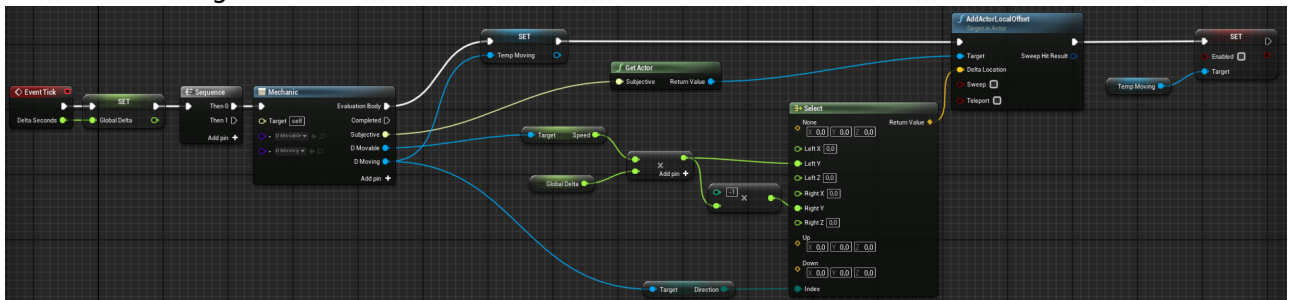 EventTick
Delta Seconds
SET
Global Delta
Sequence
Then 0
Then 1
Add pin +
Mechanic
Evaluation Body
Target self
Completed
D Movable
Subjective
D Moving
D Movable
D Moving
Add pin +
SET
Temp Moving
f Get Actor
Subjective Return Value
Target Speed
Global Delta
x
Add pin +
-1 x
Target Direction
Select
None Return Value
X 0,0 Y 0,0 Z 0,0
Left X 0,0
Left Y
Left Z 0,0
Right X 0,0
Right Y
Right Z 0,0
Up
X 0,0 Y 0,0 Z 0,0
Down
X 0,0 Y 0,0 Z 0,0
Index
f AddActorLocalOffset
Target is Actor
Target Sweep Hit Result
Delta Location
Sweep
Teleport
Temp Moving
SET
Enabled
Target